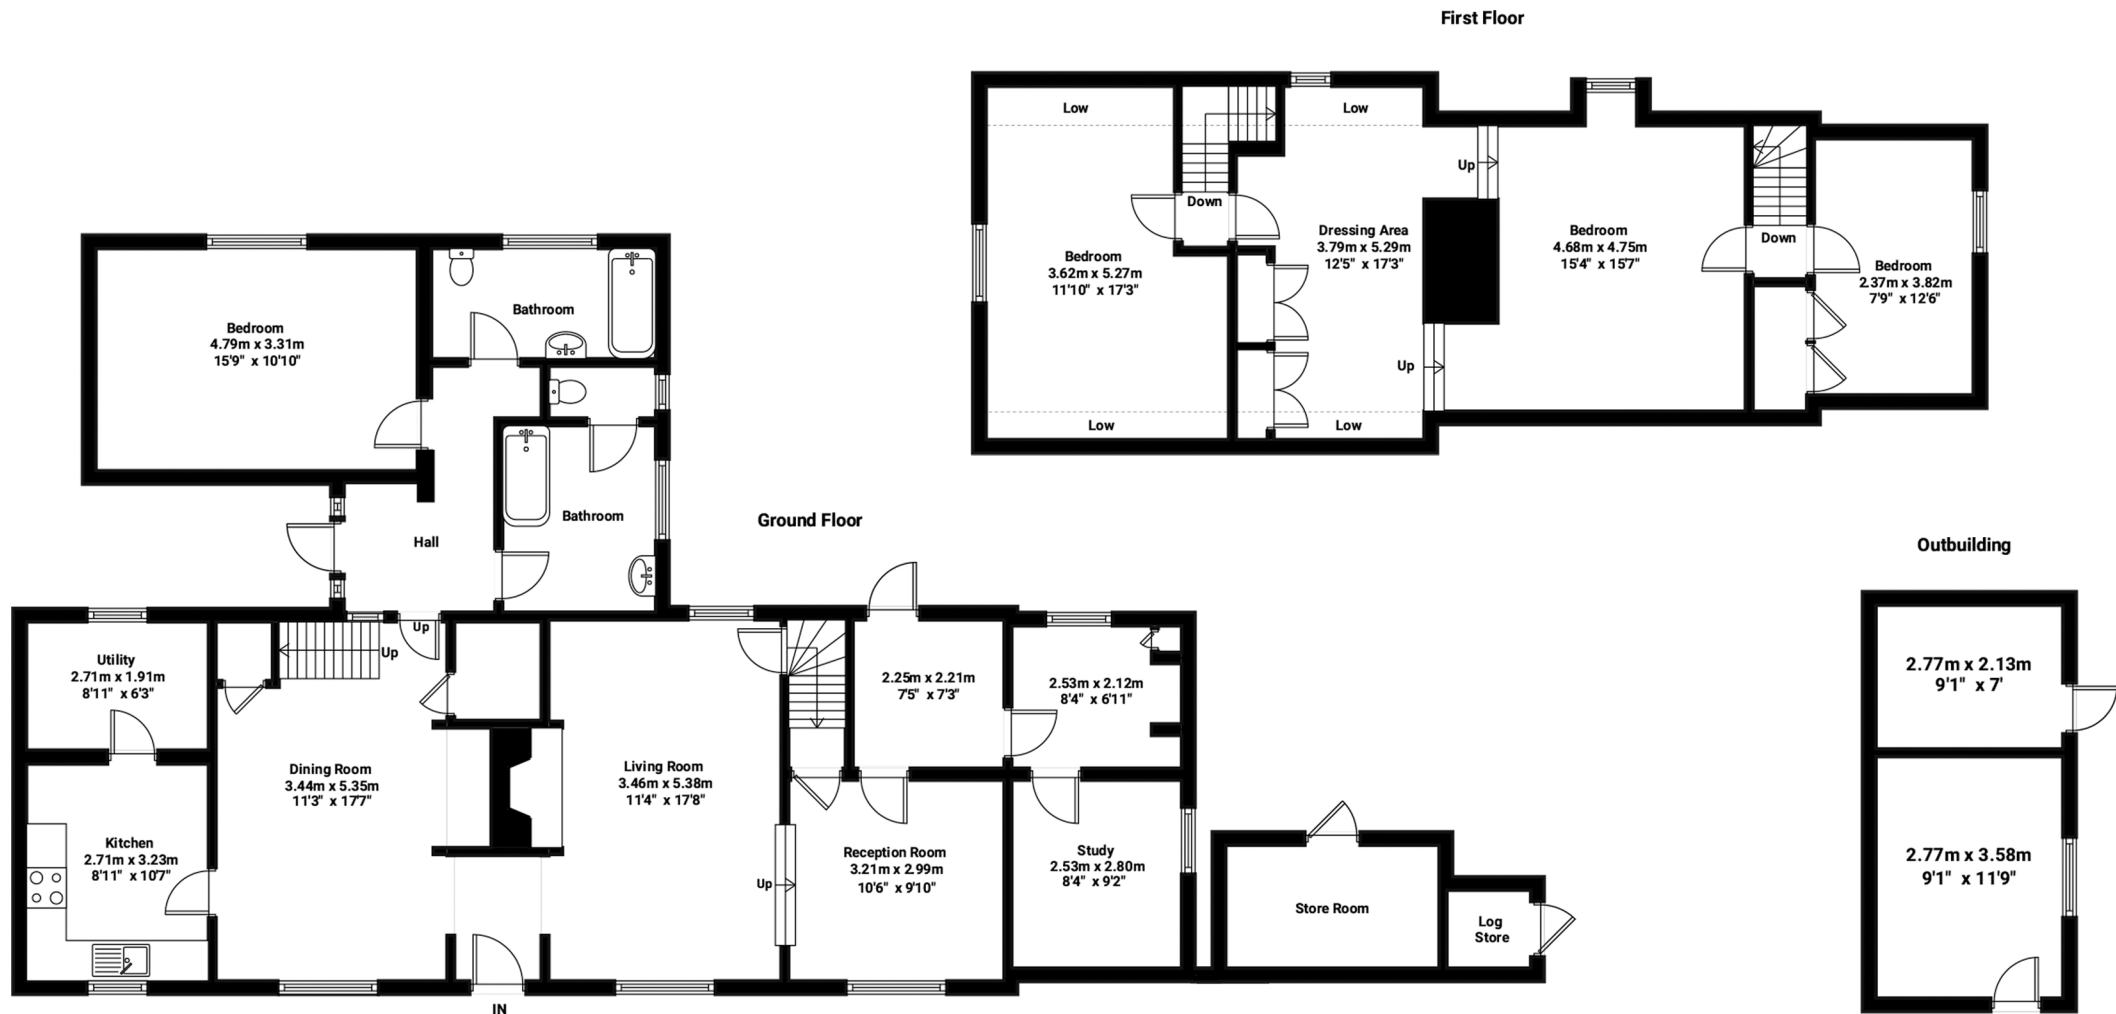 First Floor
Low
Low
Up
Down
Dressing Area
3.79m x 5.29m
12'5" x 17'3"
Bedroom
4.68m x 4.75m
15'4" x 15'7"
Down
Bedroom
3.62m x 5.27m
11'10" x 17'3"
Bedroom
2.37m x 3.82m
7'9" x 12'6"
Up
Low
Low
Ground Floor
Bedroom
4.79m x 3.31m
15'9" x 10'10"
Bathroom
Bathroom
Hall
Up
Up
Utility
2.71m x 1.91m
8'11" x 6'3"
2.25m x 2.21m
7'5" x 7'3"
2.53m x 2.12m
8'4" x 6'11"
Dining Room
3.44m x 5.35m
11'3" x 17'7"
Living Room
3.46m x 5.38m
11'4" x 17'8"
Kitchen
2.71m x 3.23m
8'11" x 10'7"
Up
Reception Room
3.21m x 2.99m
10'6" x 9'10"
Study
2.53m x 2.80m
8'4" x 9'2"
Store Room
Log
Store
IN
Outbuilding
2.77m x 2.13m
9'1" x 7'
2.77m x 3.58m
9'1" x 11'9"